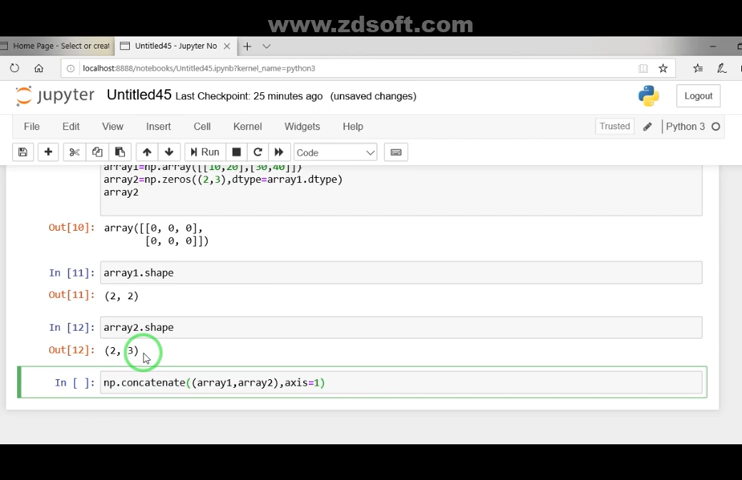 www.zdsoft.com
Home Page - Select or creat
Untitled45 - Jupyter No
localhost:8888/notebooks/Untitled45.ipynb?kernel_name=python3
jupyter Untitled45 Last Checkpoint: 25 minutes ago (unsaved changes)
Logout
File Edit View Insert Cell Kernel Widgets Help
Trusted
Python 3
Run
Code
array1=np.array([[10,20],[30,40]])
array2=np.zeros((2,3),dtype=array1.dtype)
array2
Out[10]: array([[0, 0, 0],
[0, 0, 0]])
In [11]: array1.shape
Out[11]: (2, 2)
In [12]: array2.shape
Out[12]: (2, 3)
In [ ]: np.concatenate((array1,array2),axis=1)